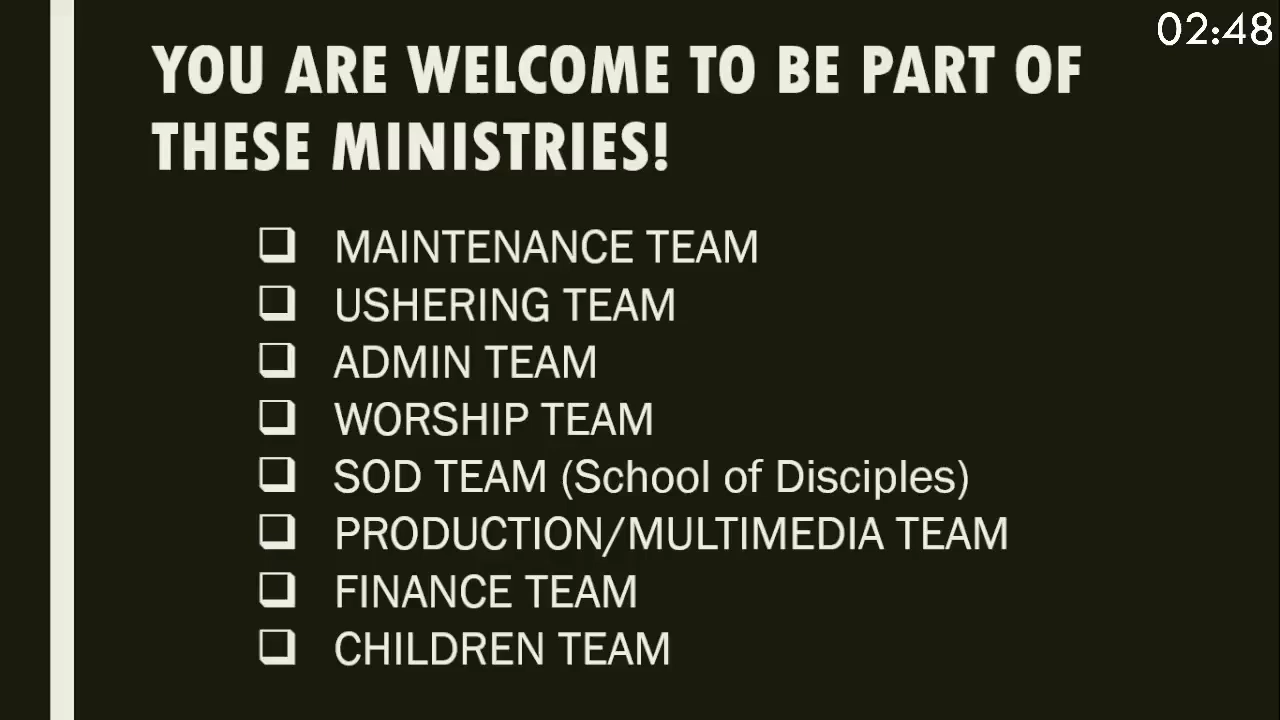 02:48
YOU ARE WELCOME TO BE PART OF
THESE MINISTRIES!
MAINTENANCE TEAM
USHERING TEAM
ADMIN TEAM
WORSHIP TEAM
SOD TEAM (School of Disciples)
PRODUCTION/MULTIMEDIA TEAM
FINANCE TEAM
CHILDREN TEAM